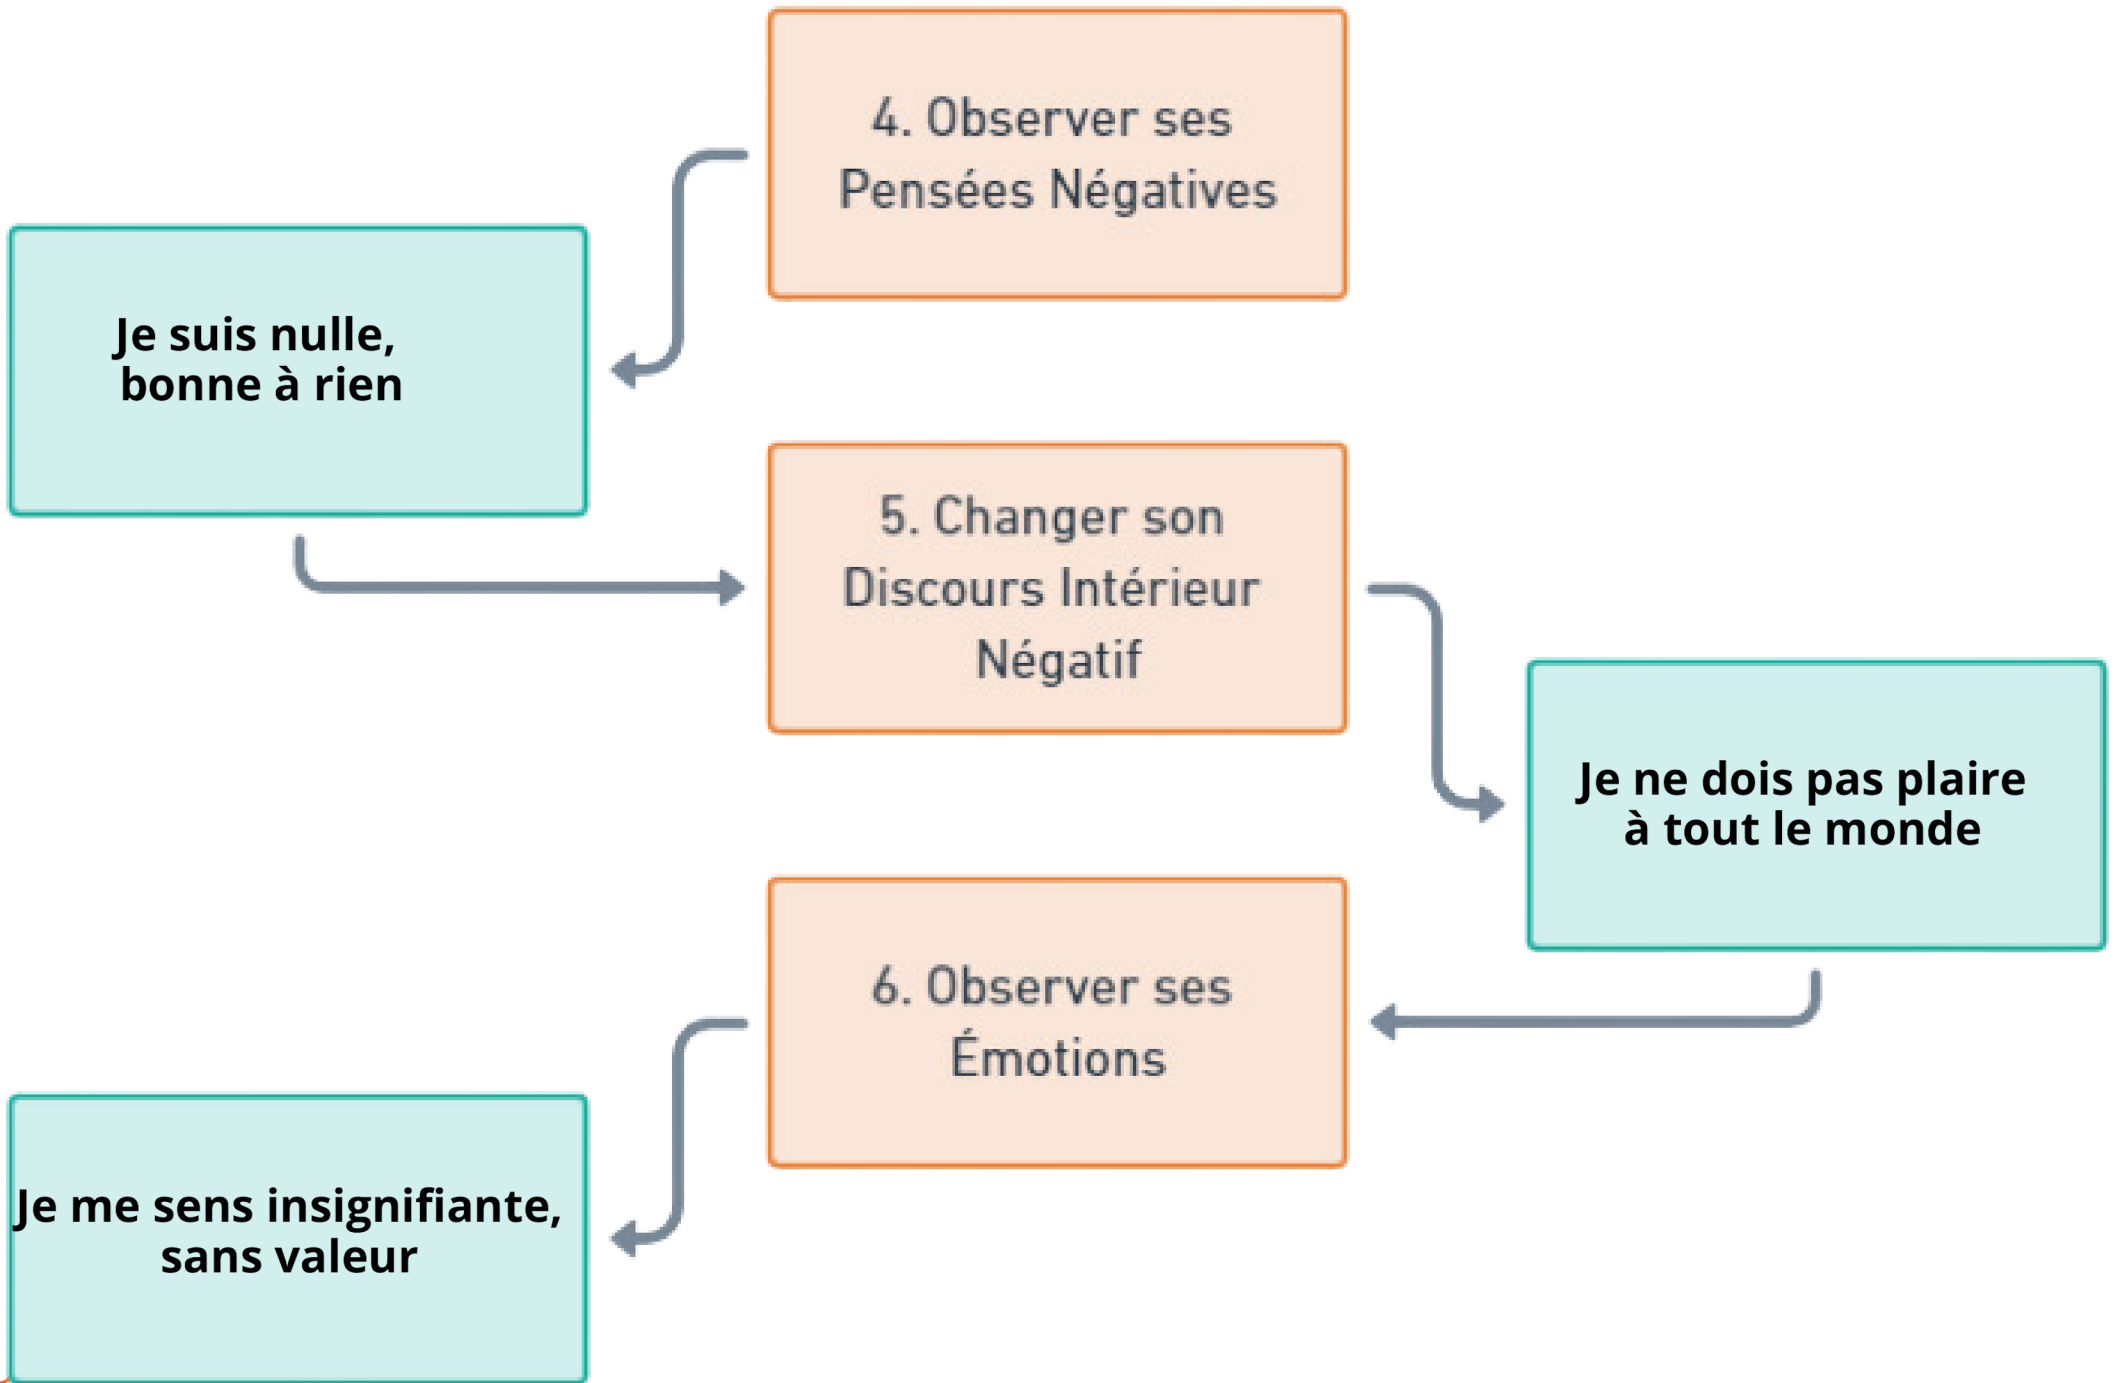 4. Observer ses
Pensées Négatives
Je suis nulle,
bonne à rien
5. Changer son
Discours Intérieur
Négatif
Je ne dois pas plaire
à tout le monde
6. Observer ses
Émotions
Je me sens insignifiante,
sans valeur